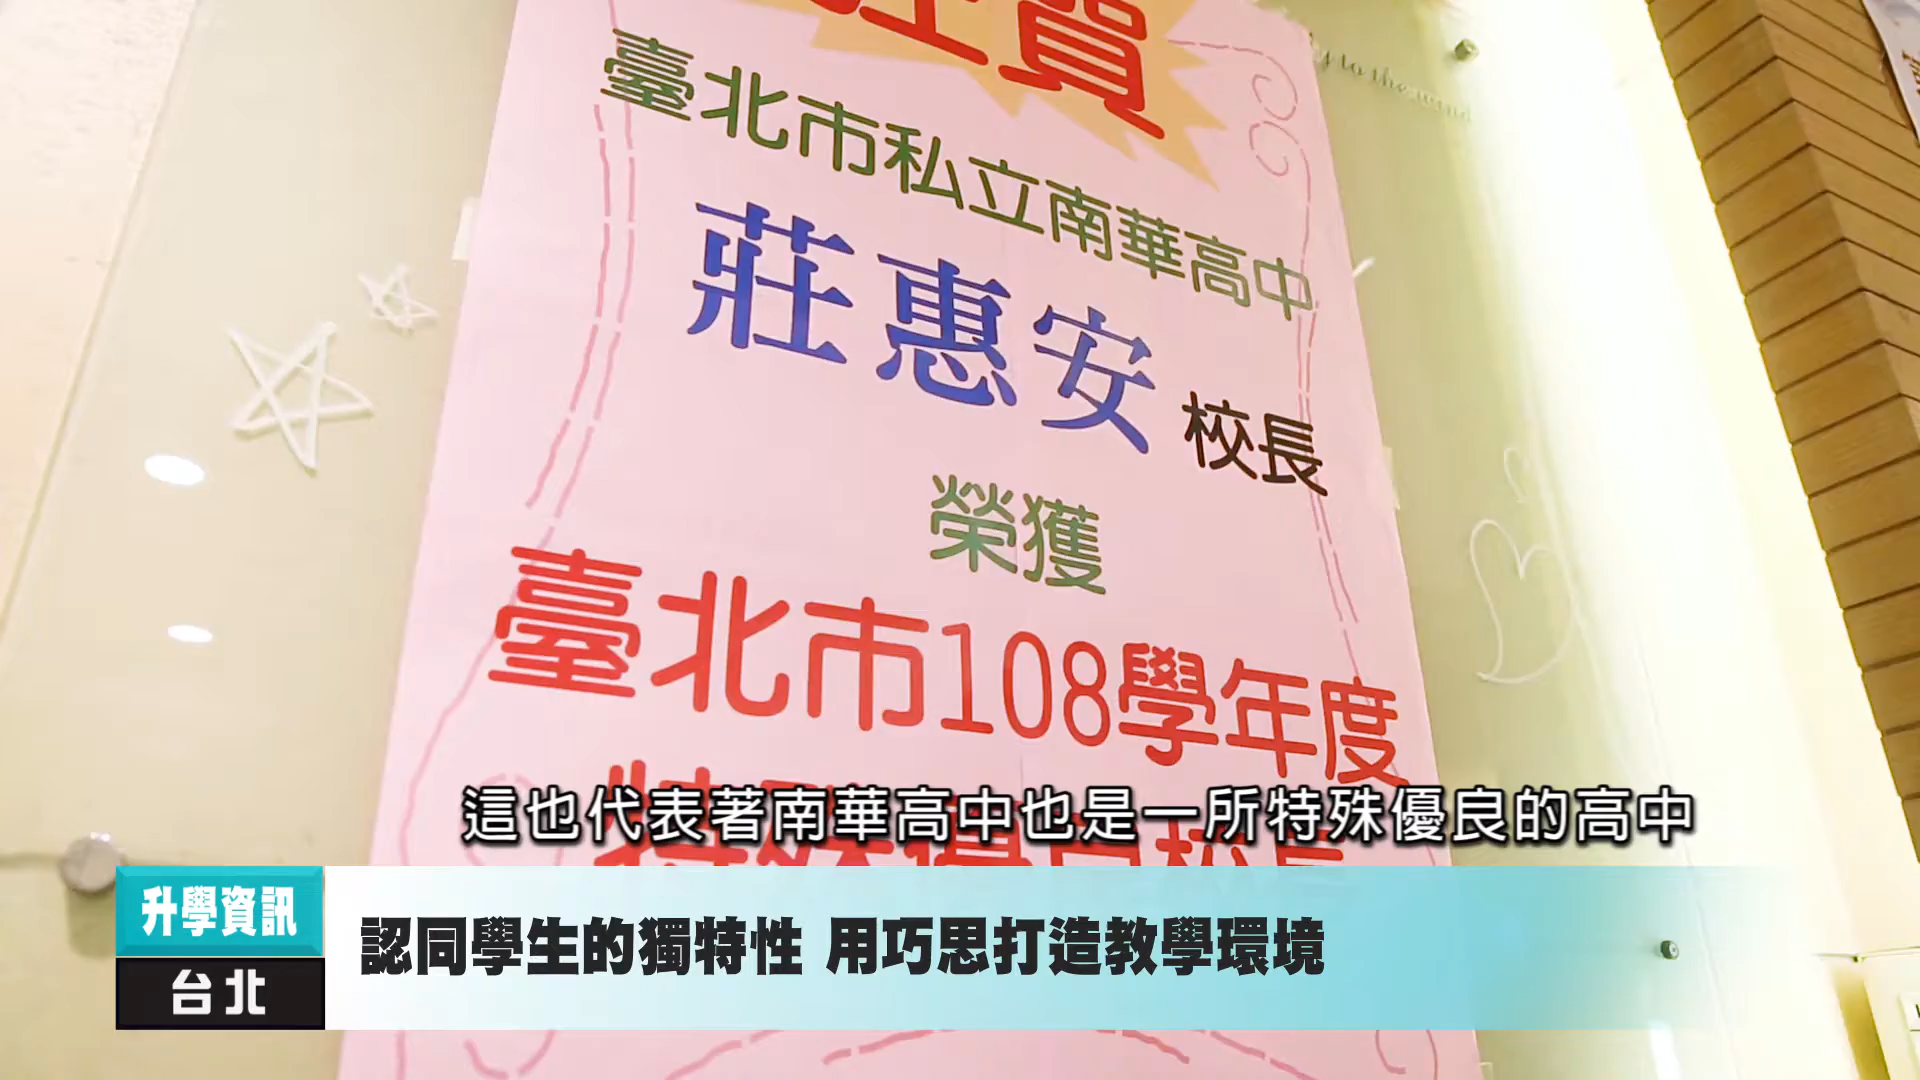 賀
臺北市私立南華高中
莊惠安 校長
榮獲
臺北市108學年度
這也代表著南華高中也是一所特殊優良的高中
升學資訊
認同學生的獨特性 用巧思打造教學環境
台北